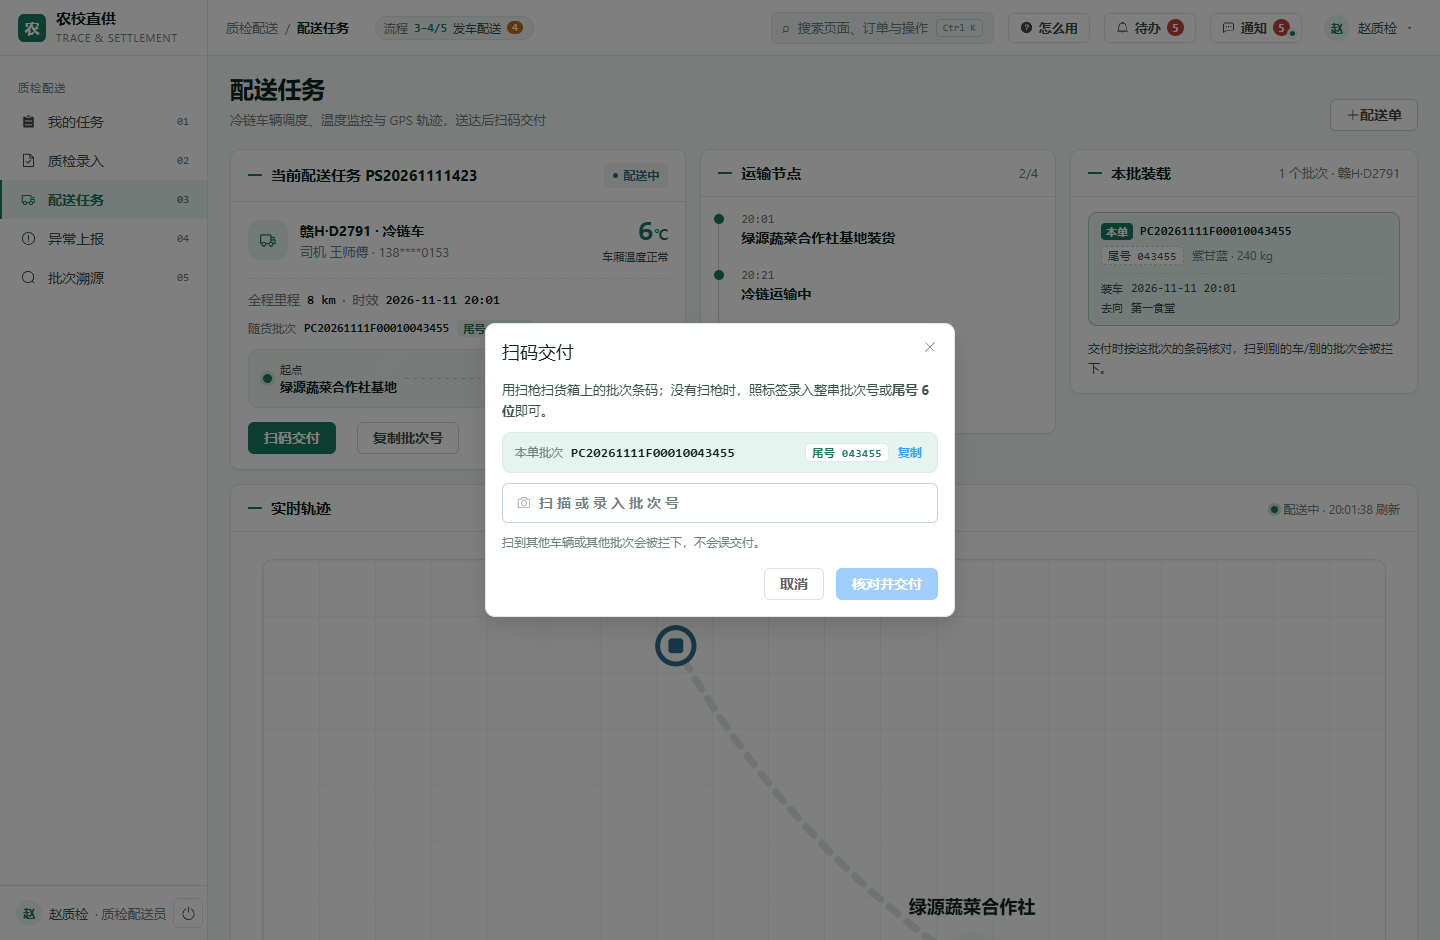 农校直供
TRACE & SETTLEMENT
质检配送 / 配送任务
流程 3-4/5 发车配送 4
搜索页面、订单与操作 Ctrl K
怎么用
待办 5
通知 5
赵 赵质检
质检配送
我的任务 01
质检录入 02
配送任务 03
异常上报 04
批次溯源 05
配送任务
冷链车辆调度、温度监控与 GPS 轨迹，送达后扫码交付
＋配送单
当前配送任务 PS20261111423
配送中
赣H·D2791 · 冷链车
司机 王师傅 · 138****0153
6℃
车厢温度正常
全程里程 8 km · 时效 2026-11-11 20:01
随货批次 PC20261111F00010043455 尾号
起点
绿源蔬菜合作社基地
扫码交付
复制批次号
运输节点
2/4
20:01
绿源蔬菜合作社基地装货
20:21
冷链运输中
本批装载
1 个批次 · 赣H·D2791
本单 PC20261111F00010043455
尾号 043455 紫甘蓝 · 240 kg
装车 2026-11-11 20:01
去向 第一食堂
交付时按这批次的条码核对，扫到别的车/别的批次会被拦
下。
扫码交付
用扫枪扫货箱上的批次条码；没有扫枪时，照标签录入整串批次号或尾号 6
位即可。
本单批次 PC20261111F00010043455 尾号 043455 复制
扫描或录入批次号
扫到其他车辆或其他批次会被拦下，不会误交付。
取消
核对并交付
实时轨迹
配送中 · 20:01:38 刷新
绿源蔬菜合作社
赵 赵质检 · 质检配送员